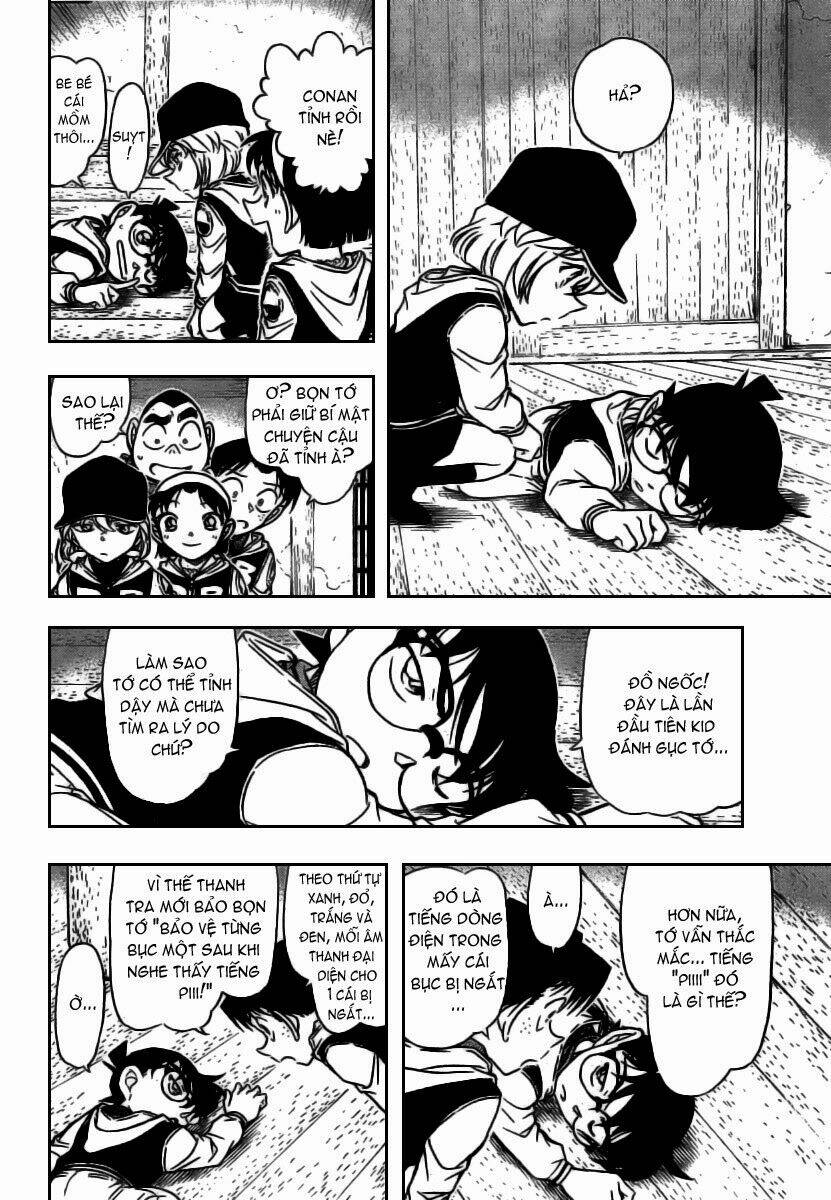 HẢ?
CONAN
TỈNH RỒI
NÈ!
SUYT
!
BE BÉ
CÁI
MỒM
THÔI...
Ơ? BỌN TỚ
PHẢI GIỮ BÍ MẬT
CHUYỆN CẬU
ĐÃ TỈNH À?
SAO LẠI
THẾ?
ĐỒ NGỐC!
ĐÂY LÀ LẦN
ĐẦU TIÊN KID
ĐÁNH GỤC TỚ...
LÀM SAO
TỚ CÓ THỂ TỈNH
DẬY MÀ CHƯA
TÌM RA LÝ DO
CHỨ?
HƠN NỮA,
TỚ VẪN THẮC
MẮC... TIẾNG
"PIIII" ĐÓ
LÀ GÌ THẾ?
À...
ĐÓ LÀ
TIẾNG DÒNG
ĐIỆN TRONG
MẤY CÁI
BỤC BỊ NGẮT
...
THEO THỨ TỰ
XANH, ĐỎ,
TRẮNG VÀ
ĐEN, MỖI ÂM
THANH ĐẠI
DIỆN CHO
1 CÁI BỊ
NGẮT...
VÌ THẾ THANH
TRA MỚI BẢO BỌN
TỚ "BẢO VỆ TỪNG
BỤC MỘT SAU KHI
NGHE THẤY TIẾNG
PIII!"
Ờ...